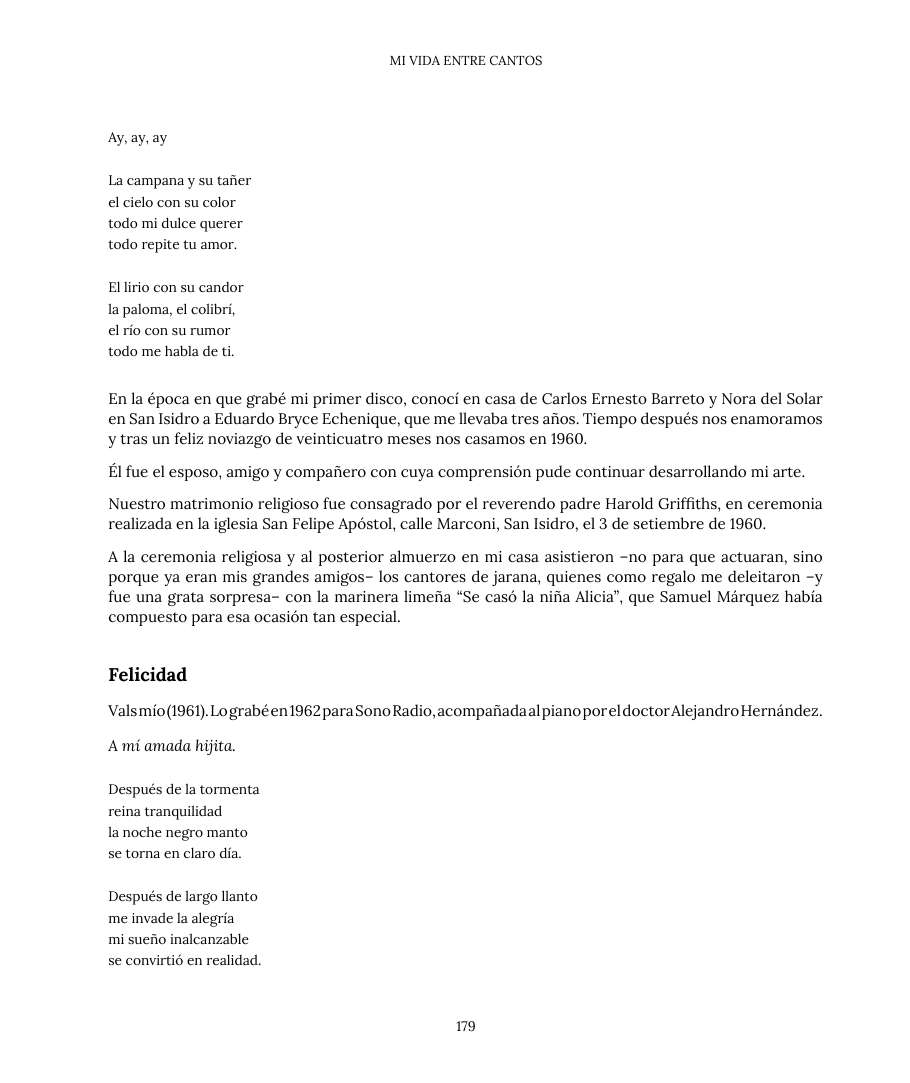 MI VIDA ENTRE CANTOS
Ay, ay, ay
La campana y su tañer
el cielo con su color
todo mi dulce querer
todo repite tu amor.
El lirio con su candor
la paloma, el colibrí,
el río con su rumor
todo me habla de ti.
En la época en que grabé mi primer disco, conocí en casa de Carlos Ernesto Barreto y Nora del Solar
en San Isidro a Eduardo Bryce Echenique, que me llevaba tres años. Tiempo después nos enamoramos
y tras un feliz noviazgo de veinticuatro meses nos casamos en 1960.
Él fue el esposo, amigo y compañero con cuya comprensión pude continuar desarrollando mi arte.
Nuestro matrimonio religioso fue consagrado por el reverendo padre Harold Griffiths, en ceremonia
realizada en la iglesia San Felipe Apóstol, calle Marconi, San Isidro, el 3 de setiembre de 1960.
A la ceremonia religiosa y al posterior almuerzo en mi casa asistieron –no para que actuaran, sino
porque ya eran mis grandes amigos– los cantores de jarana, quienes como regalo me deleitaron –y
fue una grata sorpresa– con la marinera limeña “Se casó la niña Alicia”, que Samuel Márquez había
compuesto para esa ocasión tan especial.
Felicidad
Vals mío (1961). Lo grabé en 1962 para Sono Radio, acompañada al piano por el doctor Alejandro Hernández.
A mí amada hijita.
Después de la tormenta
reina tranquilidad
la noche negro manto
se torna en claro día.
Después de largo llanto
me invade la alegría
mi sueño inalcanzable
se convirtió en realidad.
179